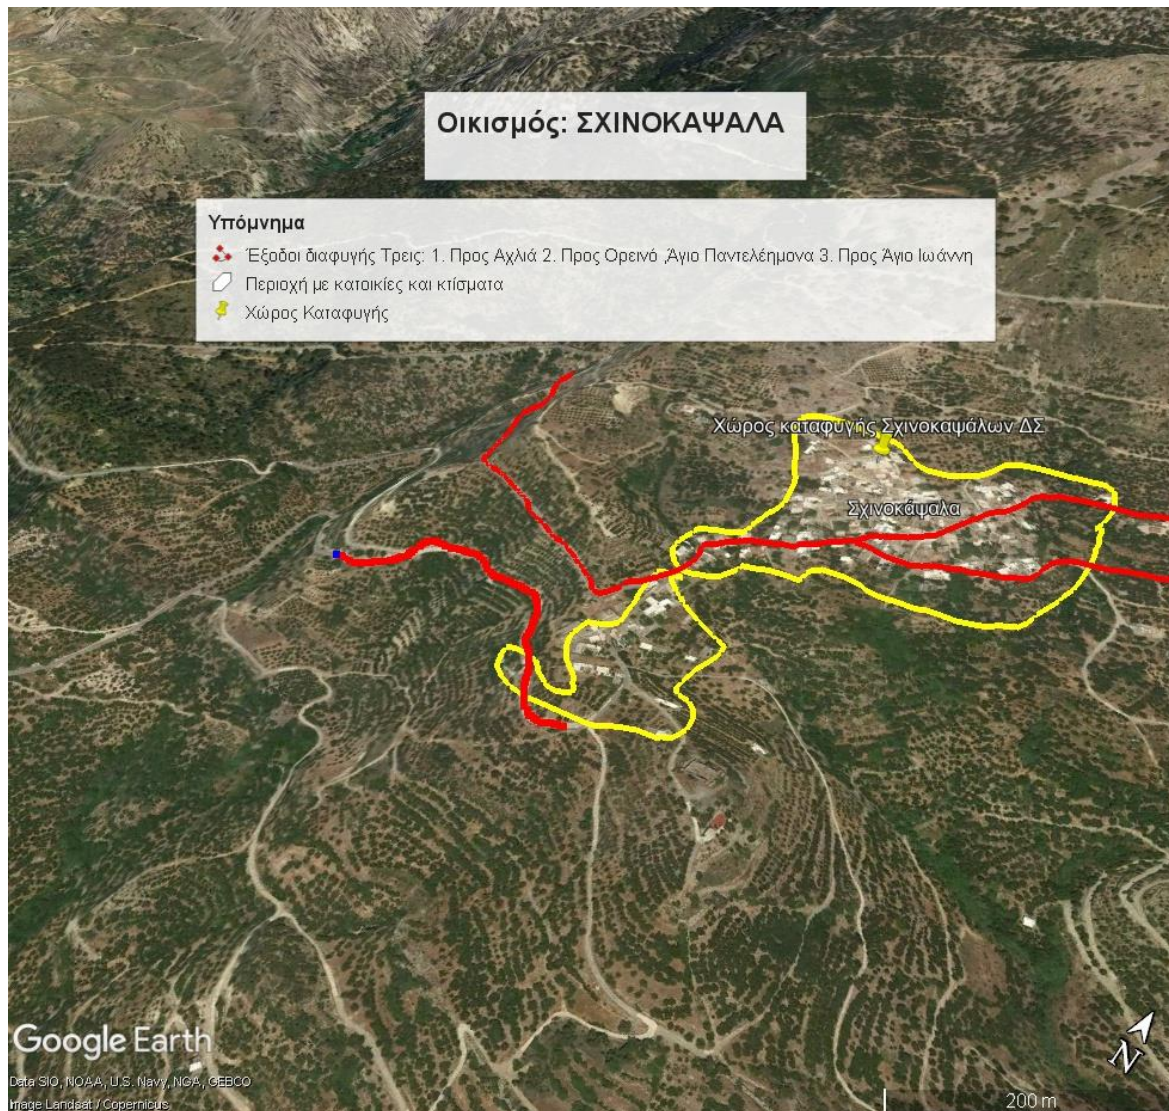 Οικισμός: ΣΧΙΝΟΚΑΨΑΛΑ
Υπόμνημα
Έξοδοι διαφυγής Τρεις: 1. Προς Αχλιά 2. Προς Ορεινό ,Άγιο Παντελέημονα 3. Προς Άγιο Ιωάννη
Περιοχή με κατοικίες και κτίσματα
Χώρος Καταφυγής
Χώρος καταφυγής Σχινοκαψάλων ΔΣ
Σχινοκάψαλα
Google Earth
N
Data SIO, NOAA, U.S. Navy, NGA, GEBCO
Image Landsat / Copernicus
200 m